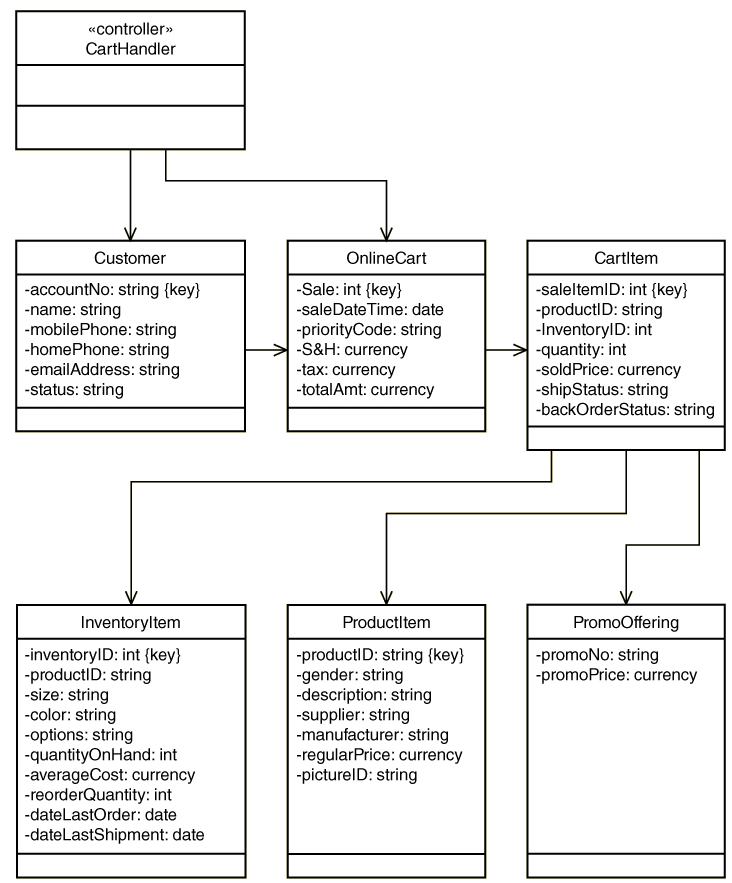 «controller»
CartHandler
Customer
-accountNo: string {key}
-name: string
-mobilePhone: string
-homePhone: string
-emailAddress: string
-status: string
OnlineCart
-Sale: int {key}
-saleDateTime: date
-priorityCode: string
-S&H: currency
-tax: currency
-totalAmt: currency
CartItem
-saleItemID: int {key}
-productID: string
-InventoryID: int
-quantity: int
-soldPrice: currency
-shipStatus: string
-backOrderStatus: string
InventoryItem
-inventoryID: int {key}
-productID: string
-size: string
-color: string
-options: string
-quantityOnHand: int
-averageCost: currency
-reorderQuantity: int
-dateLastOrder: date
-dateLastShipment: date
ProductItem
-productID: string {key}
-gender: string
-description: string
-supplier: string
-manufacturer: string
-regularPrice: currency
-pictureID: string
PromoOffering
-promoNo: string
-promoPrice: currency